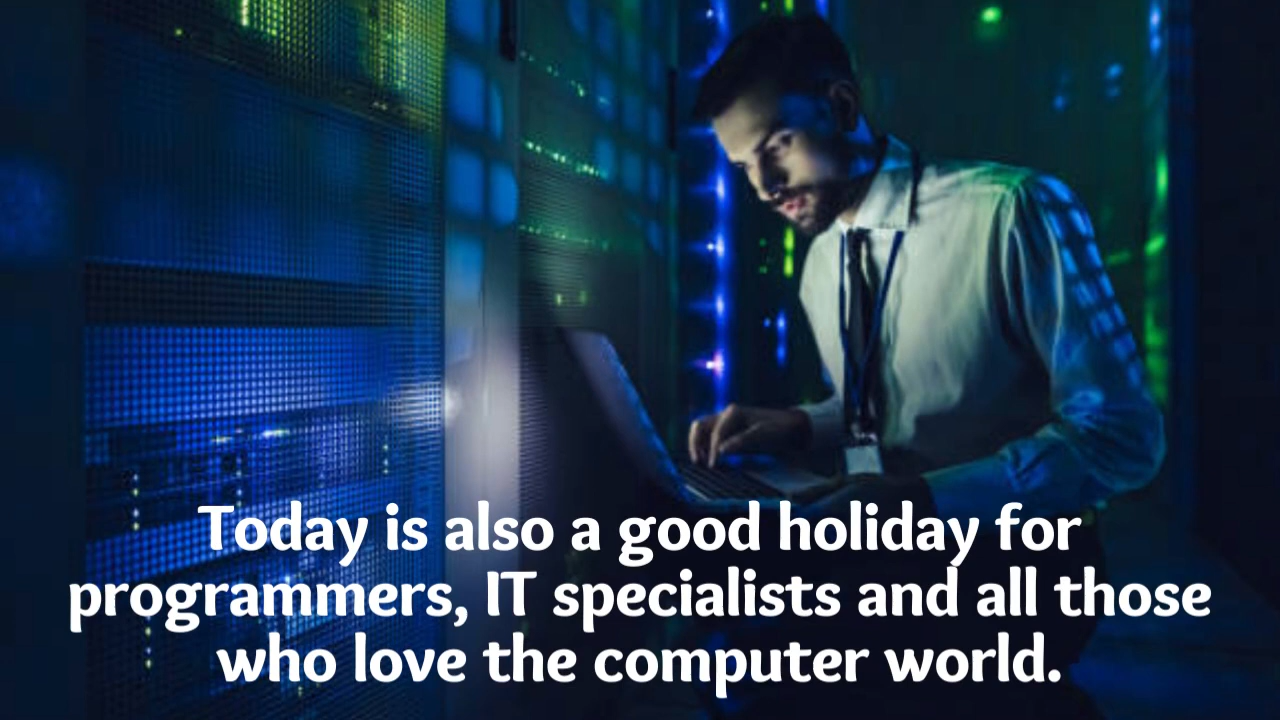 Today is also a good holiday for
programmers, IT specialists and all those
who love the computer world.